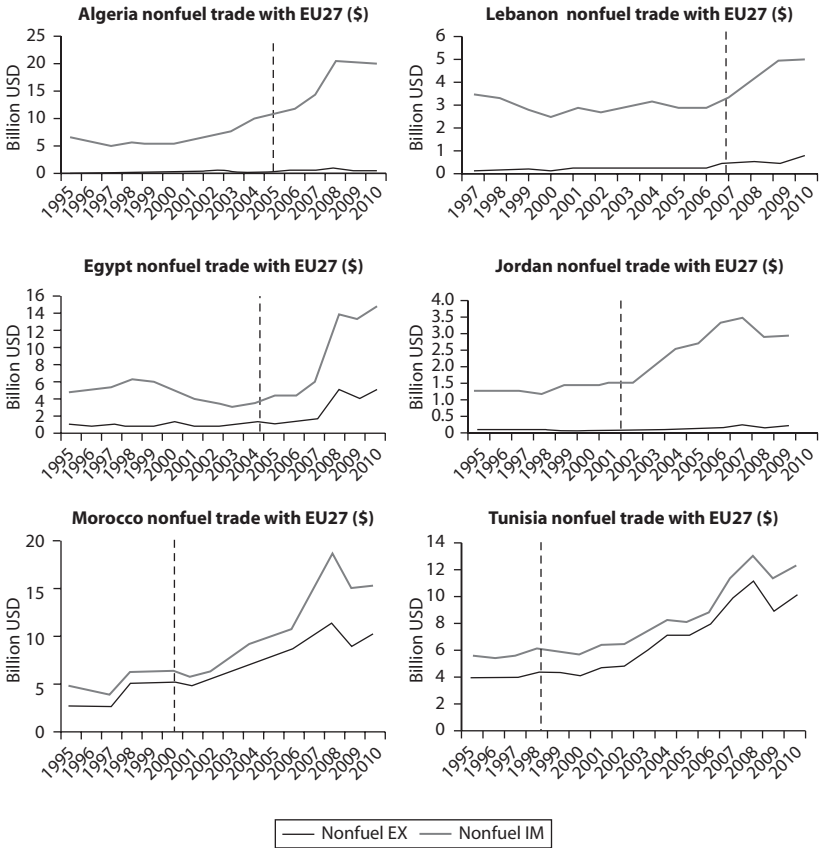 Algeria nonfuel trade with EU27 ($)
Billion USD
25
20
15
10
5
0
1995 1996 1997 1998 1999 2000 2001 2002 2003 2004 2005 2006 2007 2008 2009 2010
Lebanon nonfuel trade with EU27 ($)
Billion USD
6
5
4
3
2
1
0
1997 1998 1999 2000 2001 2002 2003 2004 2005 2006 2007 2008 2009 2010
Egypt nonfuel trade with EU27 ($)
Billion USD
16
14
12
10
8
6
4
2
0
1995 1996 1997 1998 1999 2000 2001 2002 2003 2004 2005 2006 2007 2008 2009 2010
Jordan nonfuel trade with EU27 ($)
Billion USD
4.0
3.5
3.0
2.5
2.0
1.5
1.0
0.5
0
1995 1996 1997 1998 1999 2000 2001 2002 2003 2004 2005 2006 2007 2008 2009 2010
Morocco nonfuel trade with EU27 ($)
Billion USD
20
15
10
5
0
1995 1996 1997 1998 1999 2000 2001 2002 2003 2004 2005 2006 2007 2008 2009 2010
Tunisia nonfuel trade with EU27 ($)
Billion USD
14
12
10
8
6
4
2
0
1995 1996 1997 1998 1999 2000 2001 2002 2003 2004 2005 2006 2007 2008 2009 2010
Nonfuel EX Nonfuel IM